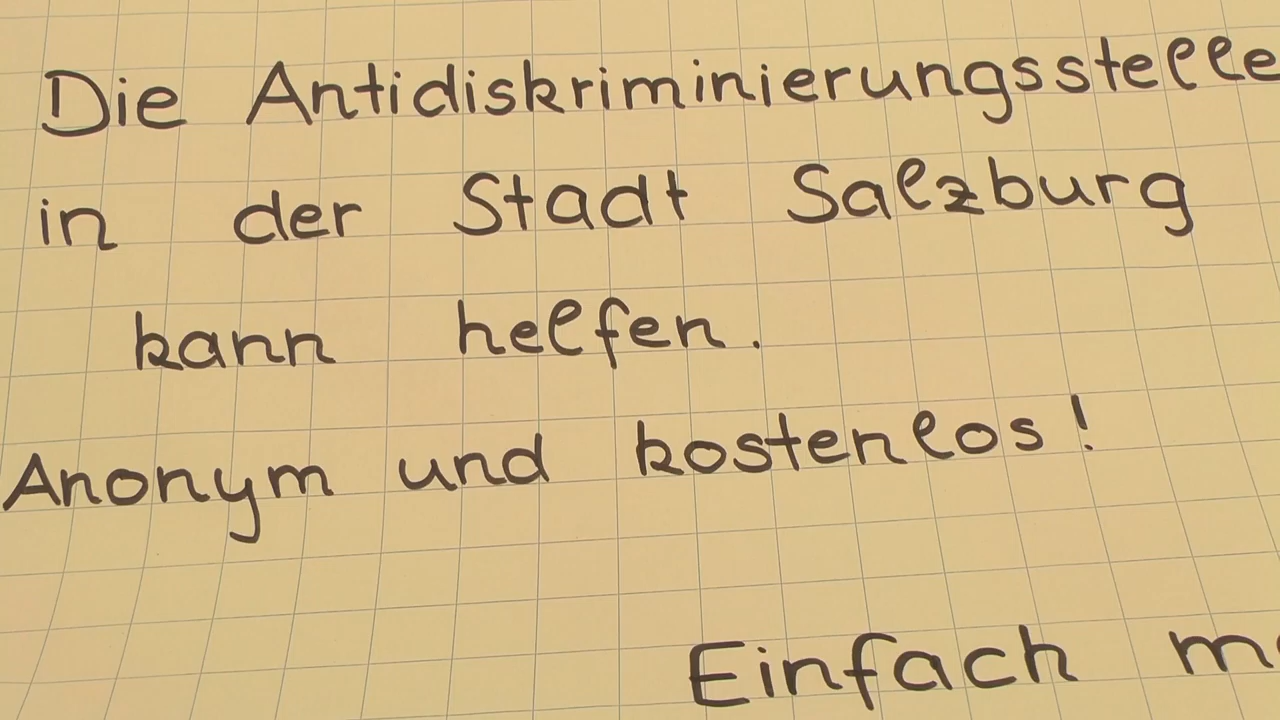 Die Antidiskriminierungsstelle
in der Stadt Salzburg
kann helfen.
Anonym und kostenlos!
Einfach